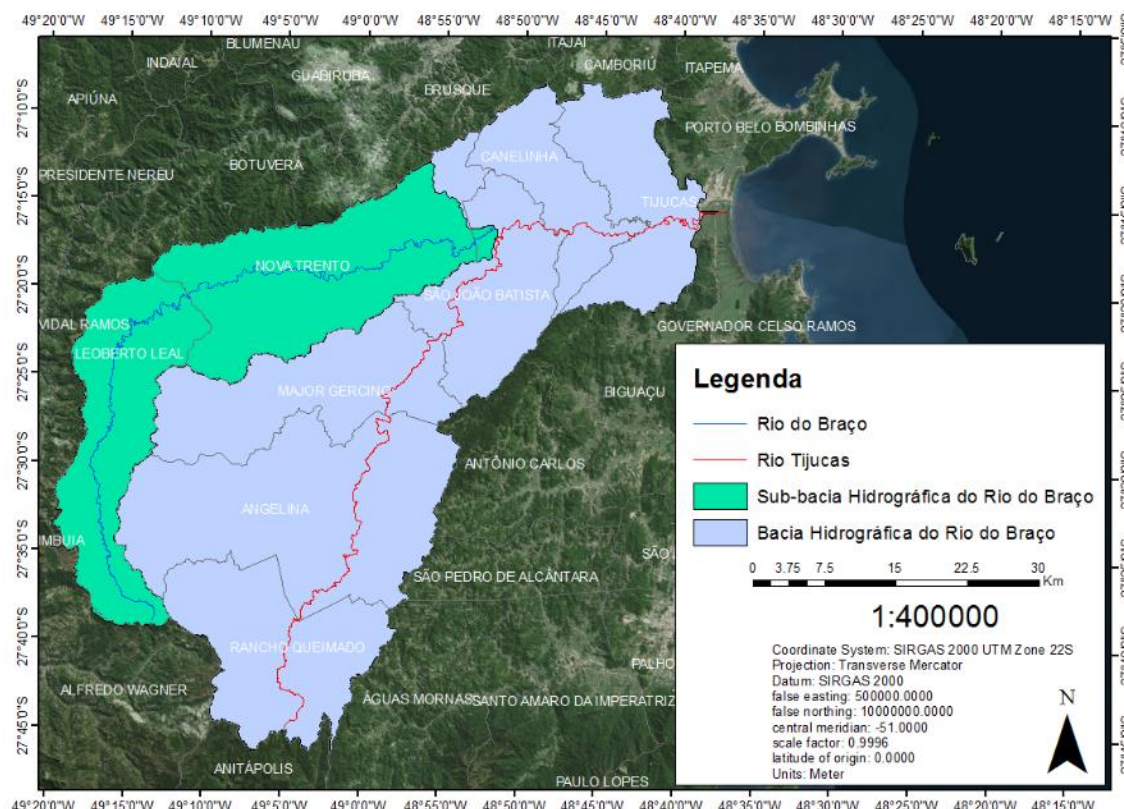 49°20'0"W 49°15'0"W 49°10'0"W 49°5'0"W 49°0'0"W 48°55'0"W 48°50'0"W 48°45'0"W 48°40'0"W 48°35'0"W 48°30'0"W 48°25'0"W 48°20'0"W 48°15'0"W
BLUMENAU
ITAJAÍ
INDAIAL
GUABIRUBA
CAMBORIÚ
ITAPEMA
BRUSQUE
APIÚNA
27°10'0"S
PORTO BELO
BOMBINHAS
BOTUVERÁ
CANELINHA
PRESIDENTE NEREU
27°15'0"S
TIJUCAS
NOVA TRENTO
27°20'0"S
SÃO JOÃO BATISTA
VIDAL RAMOS
GOVERNADOR CELSO RAMOS
LEOBERTO LEAL
27°25'0"S
MAJOR GERCINO
BIGUAÇU
27°30'0"S
ANTÔNIO CARLOS
ANGELINA
27°35'0"S
IMBUIA
SÃO
SÃO PEDRO DE ALCÂNTARA
27°40'0"S
RANCHO QUEIMADO
PALHO
ALFREDO WAGNER
ÁGUAS MORNAS
SANTO AMARO DA IMPERATRIZ
27°45'0"S
ANITÁPOLIS
PAULO LOPES
Legenda
Rio do Braço
Rio Tijucas
Sub-bacia Hidrográfica do Rio do Braço
Bacia Hidrográfica do Rio do Braço
0 3.75 7.5 15 22.5 30
Km
1:400000
Coordinate System: SIRGAS 2000 UTM Zone 22S
Projection: Transverse Mercator
Datum: SIRGAS 2000
false easting: 500000.0000
false northing: 10000000.0000
central meridian: -51.0000
scale factor: 0.9996
latitude of origin: 0.0000
Units: Meter
N
49°20'0"W 49°15'0"W 49°10'0"W 49°5'0"W 49°0'0"W 48°55'0"W 48°50'0"W 48°45'0"W 48°40'0"W 48°35'0"W 48°30'0"W 48°25'0"W 48°20'0"W 48°15'0"W